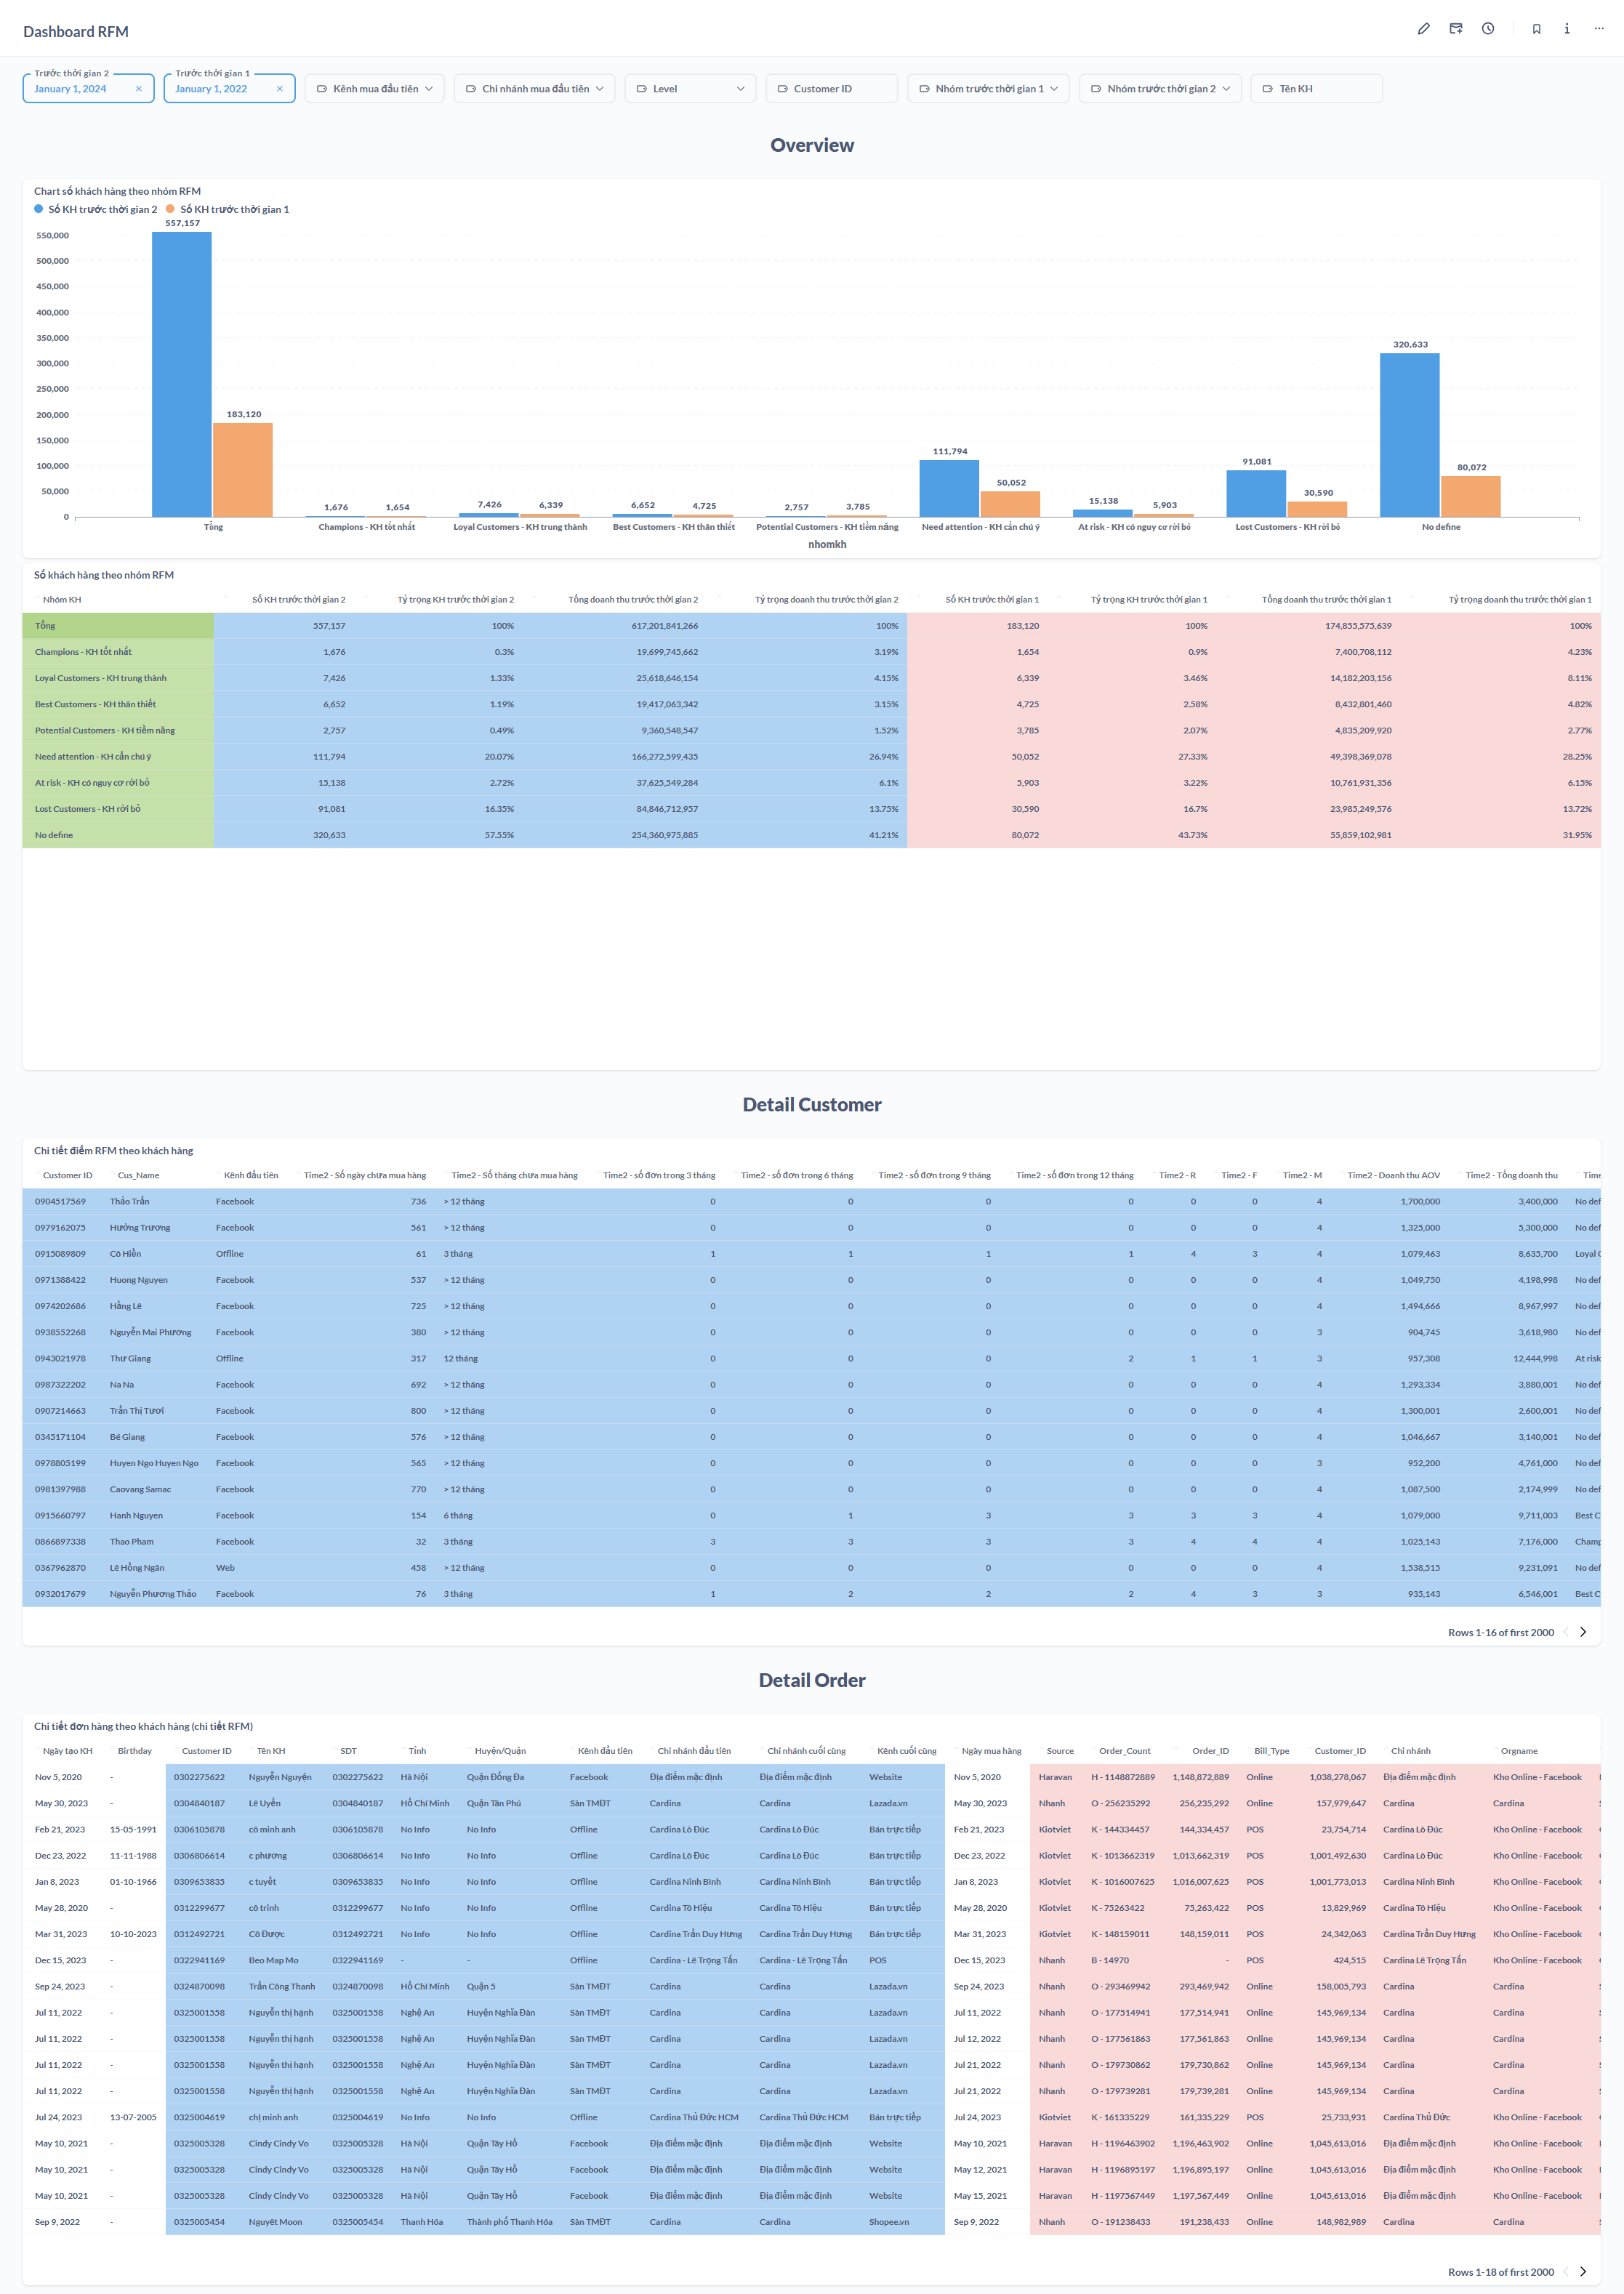 Dashboard RFM
Trước thời gian 2
January 1, 2024
Trước thời gian 1
January 1, 2022
Kênh mua đầu tiên
Chi nhánh mua đầu tiên
Level
Customer ID
Nhóm trước thời gian 1
Nhóm trước thời gian 2
Tên KH
Overview
Chart số khách hàng theo nhóm RFM
Số KH trước thời gian 2 Số KH trước thời gian 1
550,000
500,000
450,000
400,000
350,000
300,000
250,000
200,000
150,000
100,000
50,000
0
557,157 183,120
1,676 1,654
7,426 6,339
6,652 4,725
2,757 3,785
111,794 50,052
15,138 5,903
91,081 30,590
320,633 80,072
Tổng Champions - KH tốt nhất Loyal Customers - KH trung thành Best Customers - KH thân thiết Potential Customers - KH tiềm năng Need attention - KH cần chú ý At risk - KH có nguy cơ rời bỏ Lost Customers - KH rời bỏ No define
nhomkh
Số khách hàng theo nhóm RFM
Nhóm KH Số KH trước thời gian 2 Tỷ trọng KH trước thời gian 2 Tổng doanh thu trước thời gian 2 Tỷ trọng doanh thu trước thời gian 2 Số KH trước thời gian 1 Tỷ trọng KH trước thời gian 1 Tổng doanh thu trước thời gian 1 Tỷ trọng doanh thu trước thời gian 1
Tổng 557,157 100% 617,201,841,266 100% 183,120 100% 174,855,575,639 100%
Champions - KH tốt nhất 1,676 0.3% 19,699,745,662 3.19% 1,654 0.9% 7,400,708,112 4.23%
Loyal Customers - KH trung thành 7,426 1.33% 25,618,646,154 4.15% 6,339 3.46% 14,182,203,156 8.11%
Best Customers - KH thân thiết 6,652 1.19% 19,417,063,342 3.15% 4,725 2.58% 8,432,801,460 4.82%
Potential Customers - KH tiềm năng 2,757 0.49% 9,360,548,547 1.52% 3,785 2.07% 4,835,209,920 2.77%
Need attention - KH cần chú ý 111,794 20.07% 166,272,599,435 26.94% 50,052 27.33% 49,398,369,078 28.25%
At risk - KH có nguy cơ rời bỏ 15,138 2.72% 37,625,549,284 6.1% 5,903 3.22% 10,761,931,356 6.15%
Lost Customers - KH rời bỏ 91,081 16.35% 84,846,712,957 13.75% 30,590 16.7% 23,985,249,576 13.72%
No define 320,633 57.55% 254,360,975,885 41.21% 80,072 43.73% 55,859,102,981 31.95%
Detail Customer
Chi tiết điểm RFM theo khách hàng
Customer ID Cus_Name Kênh đầu tiên Time2 - Số ngày chưa mua hàng Time2 - Số tháng chưa mua hàng Time2 - số đơn trong 3 tháng Time2 - số đơn trong 6 tháng Time2 - số đơn trong 9 tháng Time2 - số đơn trong 12 tháng Time2 - R Time2 - F Time2 - M Time2 - Doanh thu AOV Time2 - Tổng doanh thu Time
0904517569 Thảo Trần Facebook 736 > 12 tháng 0 0 0 0 0 0 4 1,700,000 3,400,000 No def
0979162075 Hường Trương Facebook 561 > 12 tháng 0 0 0 0 0 0 4 1,325,000 5,300,000 No def
0915089809 Cô Hiền Offline 61 3 tháng 1 1 1 1 4 3 4 1,079,463 8,635,700 Loyal C
0971388422 Huong Nguyen Facebook 537 > 12 tháng 0 0 0 0 0 0 4 1,049,750 4,198,998 No def
0974202686 Hằng Lê Facebook 725 > 12 tháng 0 0 0 0 0 0 4 1,494,666 8,967,997 No def
0938552268 Nguyễn Mai Phương Facebook 380 > 12 tháng 0 0 0 0 0 0 3 904,745 3,618,980 No def
0943021978 Thư Giang Offline 317 12 tháng 0 0 0 2 1 1 3 957,308 12,444,998 At risk
0987322202 Na Na Facebook 692 > 12 tháng 0 0 0 0 0 0 4 1,293,334 3,880,001 No def
0907214663 Trần Thị Tươi Facebook 800 > 12 tháng 0 0 0 0 0 0 4 1,300,001 2,600,001 No def
0345171104 Bé Giang Facebook 576 > 12 tháng 0 0 0 0 0 0 4 1,046,667 3,140,001 No def
0978805199 Huyen Ngo Huyen Ngo Facebook 565 > 12 tháng 0 0 0 0 0 0 3 952,200 4,761,000 No def
0981397988 Caovang Samac Facebook 770 > 12 tháng 0 0 0 0 0 0 4 1,087,500 2,174,999 No def
0915660797 Hanh Nguyen Facebook 154 6 tháng 0 1 3 3 3 3 4 1,079,000 9,711,003 Best C
0866897338 Thao Pham Facebook 32 3 tháng 3 3 3 3 4 4 4 1,025,143 7,176,000 Champ
0367962870 Lê Hồng Ngân Web 458 > 12 tháng 0 0 0 0 0 0 4 1,538,515 9,231,091 No def
0932017679 Nguyễn Phương Thảo Facebook 76 3 tháng 1 2 2 2 4 3 3 935,143 6,546,001 Best C
Rows 1-16 of first 2000
Detail Order
Chi tiết đơn hàng theo khách hàng (chi tiết RFM)
Ngày tạo KH Birthday Customer ID Tên KH SDT Tỉnh Huyện/Quận Kênh đầu tiên Chi nhánh đầu tiên Chi nhánh cuối cùng Kênh cuối cùng Ngày mua hàng Source Order_Count Order_ID Bill_Type Customer_ID Chi nhánh Orgname
Nov 5, 2020 - 0302275622 Nguyễn Nguyện 0302275622 Hà Nội Quận Đống Đa Facebook Địa điểm mặc định Địa điểm mặc định Website Nov 5, 2020 Haravan H - 1148872889 1,148,872,889 Online 1,038,278,067 Địa điểm mặc định Kho Online - Facebook
May 30, 2023 - 0304840187 Lê Uyển 0304840187 Hồ Chí Minh Quận Tân Phú Sàn TMĐT Cardina Cardina Lazada.vn May 30, 2023 Nhanh O - 256235292 256,235,292 Online 157,979,647 Cardina Cardina
Feb 21, 2023 15-05-1991 0306105878 cô minh anh 0306105878 No Info No Info Offline Cardina Lò Đúc Cardina Lò Đúc Bán trực tiếp Feb 21, 2023 Kiotviet K - 144334457 144,334,457 POS 23,754,714 Cardina Lò Đúc Kho Online - Facebook
Dec 23, 2022 11-11-1988 0306806614 c phương 0306806614 No Info No Info Offline Cardina Lò Đúc Cardina Lò Đúc Bán trực tiếp Dec 23, 2022 Kiotviet K - 1013662319 1,013,662,319 POS 1,001,492,630 Cardina Lò Đúc Kho Online - Facebook
Jan 8, 2023 01-10-1966 0309653835 c tuyết 0309653835 No Info No Info Offline Cardina Ninh Bình Cardina Ninh Bình Bán trực tiếp Jan 8, 2023 Kiotviet K - 1016007625 1,016,007,625 POS 1,001,773,013 Cardina Ninh Bình Kho Online - Facebook
May 28, 2020 - 0312299677 cô trinh 0312299677 No Info No Info Offline Cardina Tô Hiệu Cardina Tô Hiệu Bán trực tiếp May 28, 2020 Kiotviet K - 75263422 75,263,422 POS 13,829,969 Cardina Tô Hiệu Kho Online - Facebook
Mar 31, 2023 10-10-2023 0312492721 Cô Được 0312492721 No Info No Info Offline Cardina Trần Duy Hưng Cardina Trần Duy Hưng Bán trực tiếp Mar 31, 2023 Kiotviet K - 148159011 148,159,011 POS 24,342,063 Cardina Trần Duy Hưng Kho Online - Facebook
Dec 15, 2023 - 0322941169 Beo Map Mo 0322941169 - - Offline Cardina - Lê Trọng Tấn Cardina - Lê Trọng Tấn POS Dec 15, 2023 Nhanh B - 14970 - POS 424,515 Cardina Lê Trọng Tấn Kho Online - Facebook
Sep 24, 2023 - 0324870098 Trần Công Thanh 0324870098 Hồ Chí Minh Quận 5 Sàn TMĐT Cardina Cardina Lazada.vn Sep 24, 2023 Nhanh O - 293469942 293,469,942 Online 158,005,793 Cardina Cardina
Jul 11, 2022 - 0325001558 Nguyễn thị hạnh 0325001558 Nghệ An Huyện Nghĩa Đàn Sàn TMĐT Cardina Cardina Lazada.vn Jul 11, 2022 Nhanh O - 177514941 177,514,941 Online 145,969,134 Cardina Cardina
Jul 11, 2022 - 0325001558 Nguyễn thị hạnh 0325001558 Nghệ An Huyện Nghĩa Đàn Sàn TMĐT Cardina Cardina Lazada.vn Jul 12, 2022 Nhanh O - 177561863 177,561,863 Online 145,969,134 Cardina Cardina
Jul 11, 2022 - 0325001558 Nguyễn thị hạnh 0325001558 Nghệ An Huyện Nghĩa Đàn Sàn TMĐT Cardina Cardina Lazada.vn Jul 21, 2022 Nhanh O - 179730862 179,730,862 Online 145,969,134 Cardina Cardina
Jul 11, 2022 - 0325001558 Nguyễn thị hạnh 0325001558 Nghệ An Huyện Nghĩa Đàn Sàn TMĐT Cardina Cardina Lazada.vn Jul 21, 2022 Nhanh O - 179739281 179,739,281 Online 145,969,134 Cardina Cardina
Jul 24, 2023 13-07-2005 0325004619 chị minh anh 0325004619 No Info No Info Offline Cardina Thủ Đức HCM Cardina Thủ Đức HCM Bán trực tiếp Jul 24, 2023 Kiotviet K - 161335229 161,335,229 POS 25,733,931 Cardina Thủ Đức Kho Online - Facebook
May 10, 2021 - 0325005328 Cindy Cindy Vo 0325005328 Hà Nội Quận Tây Hồ Facebook Địa điểm mặc định Địa điểm mặc định Website May 10, 2021 Haravan H - 1196463902 1,196,463,902 Online 1,045,613,016 Địa điểm mặc định Kho Online - Facebook
May 10, 2021 - 0325005328 Cindy Cindy Vo 0325005328 Hà Nội Quận Tây Hồ Facebook Địa điểm mặc định Địa điểm mặc định Website May 12, 2021 Haravan H - 1196895197 1,196,895,197 Online 1,045,613,016 Địa điểm mặc định Kho Online - Facebook
May 10, 2021 - 0325005328 Cindy Cindy Vo 0325005328 Hà Nội Quận Tây Hồ Facebook Địa điểm mặc định Địa điểm mặc định Website May 15, 2021 Haravan H - 1197567449 1,197,567,449 Online 1,045,613,016 Địa điểm mặc định Kho Online - Facebook
Sep 9, 2022 - 0325005454 Nguyêt Moon 0325005454 Thanh Hóa Thành phố Thanh Hóa Sàn TMĐT Cardina Cardina Shopee.vn Sep 9, 2022 Nhanh O - 191238433 191,238,433 Online 148,982,989 Cardina Cardina
Rows 1-18 of first 2000